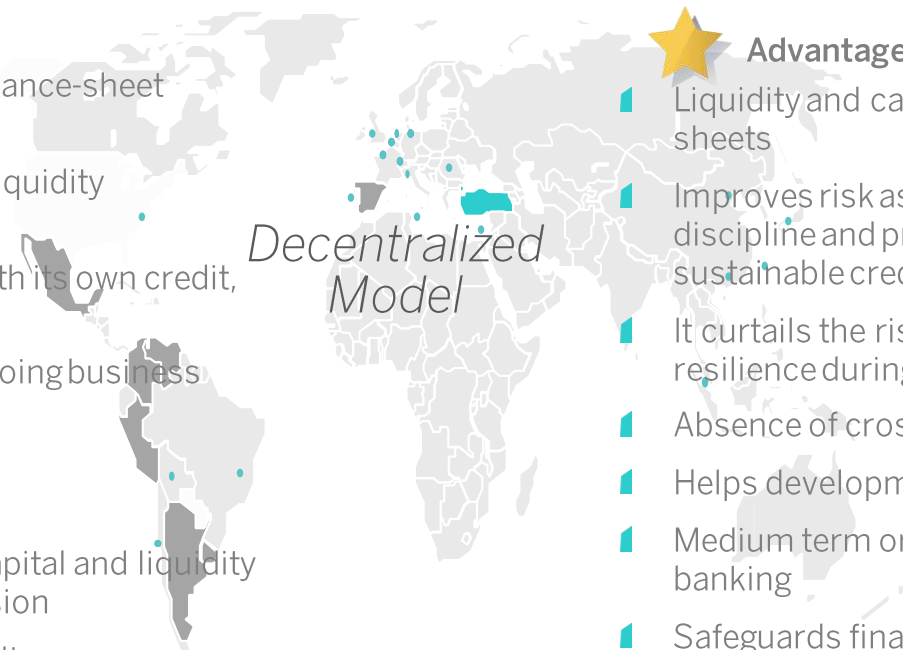 ance-sheet
quidity
th its own credit,
oing business
apital and liquidity
sion
Decentralized
Model
Advantage
Liquidity and ca
sheets
Improves risk as
discipline and pr
sustainable cred
It curtails the ris
resilience during
Absence of cros
Helps developm
Medium term or
banking
Safeguards fina